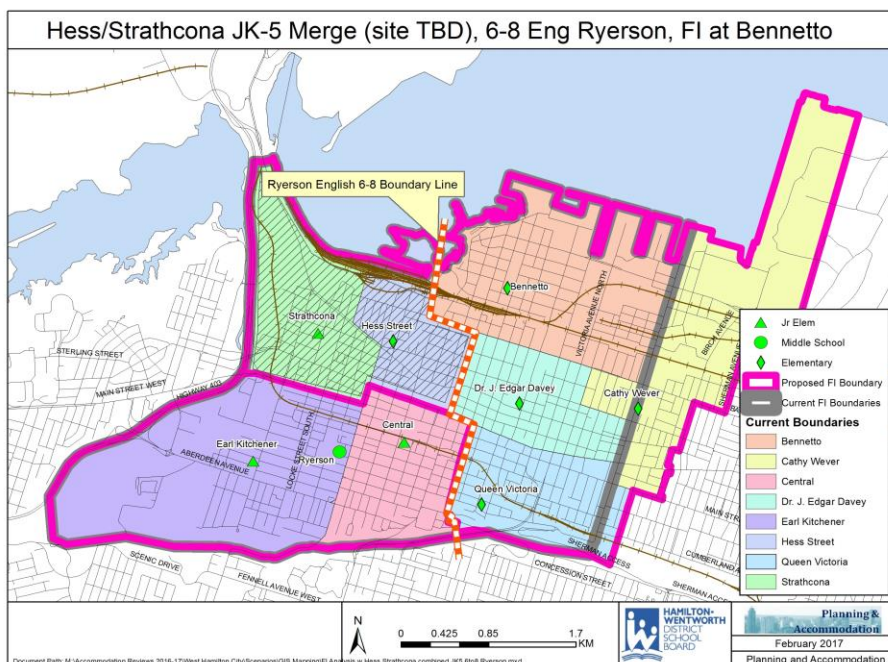 Hess/Strathcona JK-5 Merge (site TBD), 6-8 Eng Ryerson, FI at Bennetto
Ryerson English 6-8 Boundary Line
Bennetto
VICTORIA AVENUE NORTH
BIRCH AVENUE
SHERMAN AVENUE
Strathcona
Hess Street
STERLING STREET
MAIN STREET WEST
HIGHWAY 403
Dr. J. Edgar Davey
Cathy Wever
Central
Earl Kitchener
Ryerson
LOCKE STREET SOUTH
ABERDEEN AVENUE
Queen Victoria
SCENIC DRIVE
FENNELL AVENUE WEST
CONCESSION STREET
SHERMAN ACCESS
MAIN STR
CUMBERLAND A
SHERMAN ACC
Jr Elem
Middle School
Elementary
Proposed FI Boundary
Current FI Boundaries
Current Boundaries
Bennetto
Cathy Wever
Central
Dr. J. Edgar Davey
Earl Kitchener
Hess Street
Queen Victoria
Strathcona
N
0 0.425 0.85 1.7
KM
HAMILTON-WENTWORTH
DISTRICT
SCHOOL
BOARD
Planning &
Accommodation
February 2017
Planning and Accommodation